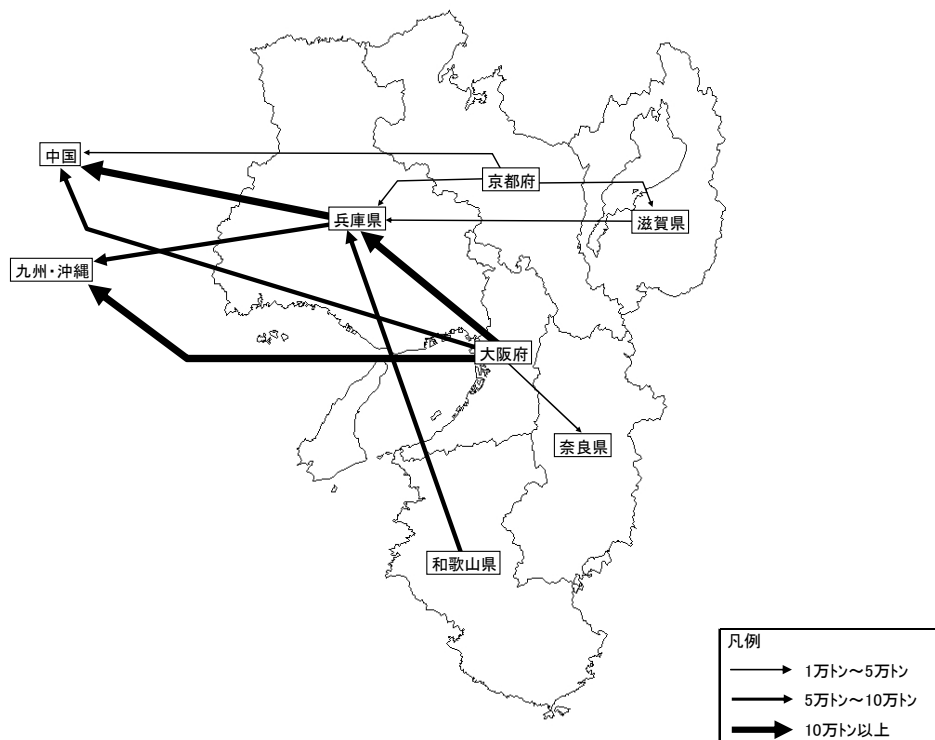 中国
京都府
兵庫県
滋賀県
九州・沖縄
大阪府
奈良県
和歌山県
凡例
1万トン～5万トン
5万トン～10万トン
10万トン以上